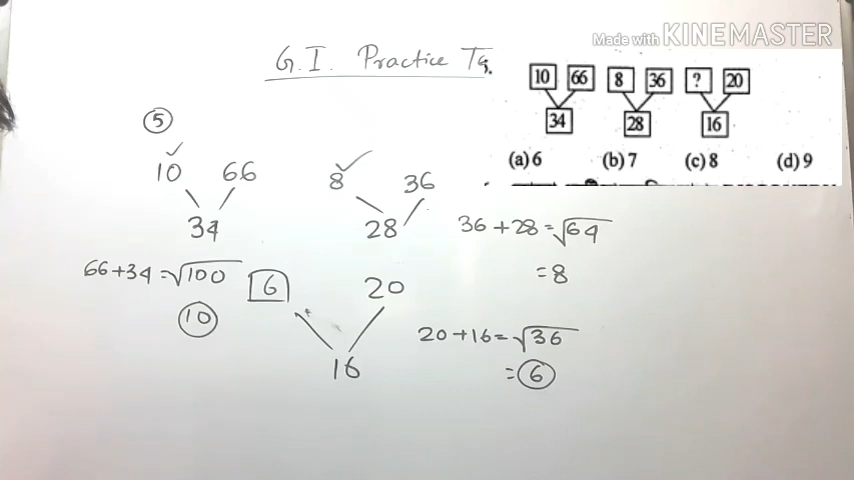 Made with KINEMASTER
G.I. Practice
10 66 8 36 ? 20
34 28 16
(a) 6 (b) 7 (c) 8 (d) 9
5
10 66
34
66+34=√100
10
8 36
28
36+28=√64
=8
6 20
16
20+16=√36
=6